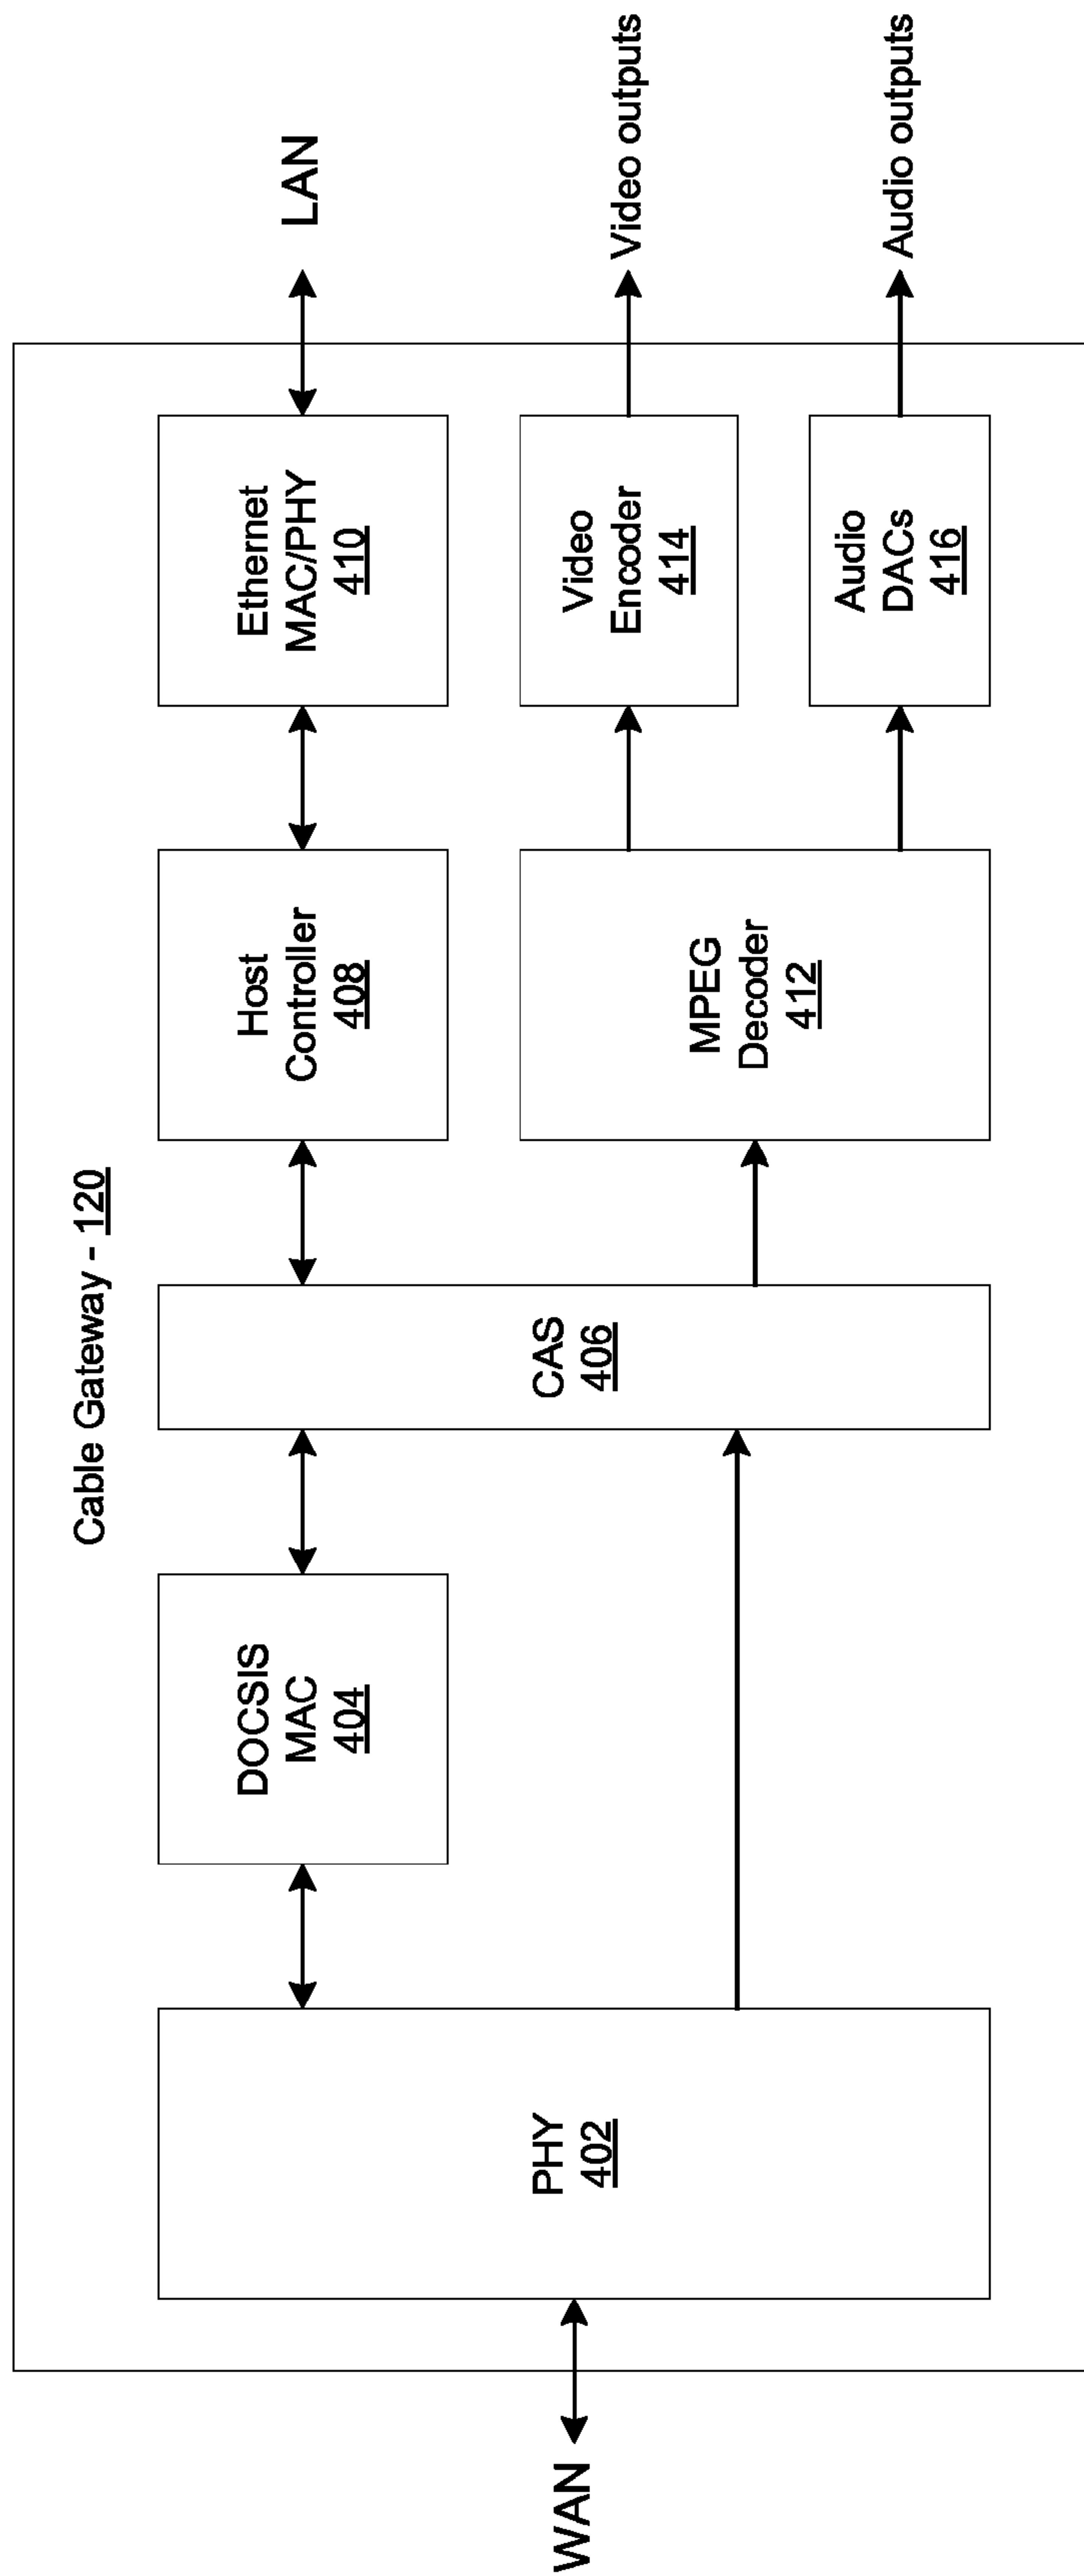 Cable Gateway - 120
WAN
PHY
402
DOCSIS
MAC
404
CAS
406
Host
Controller
408
Ethernet
MAC/PHY
410
LAN
MPEG
Decoder
412
Video
Encoder
414
Video outputs
Audio
DACs
416
Audio outputs